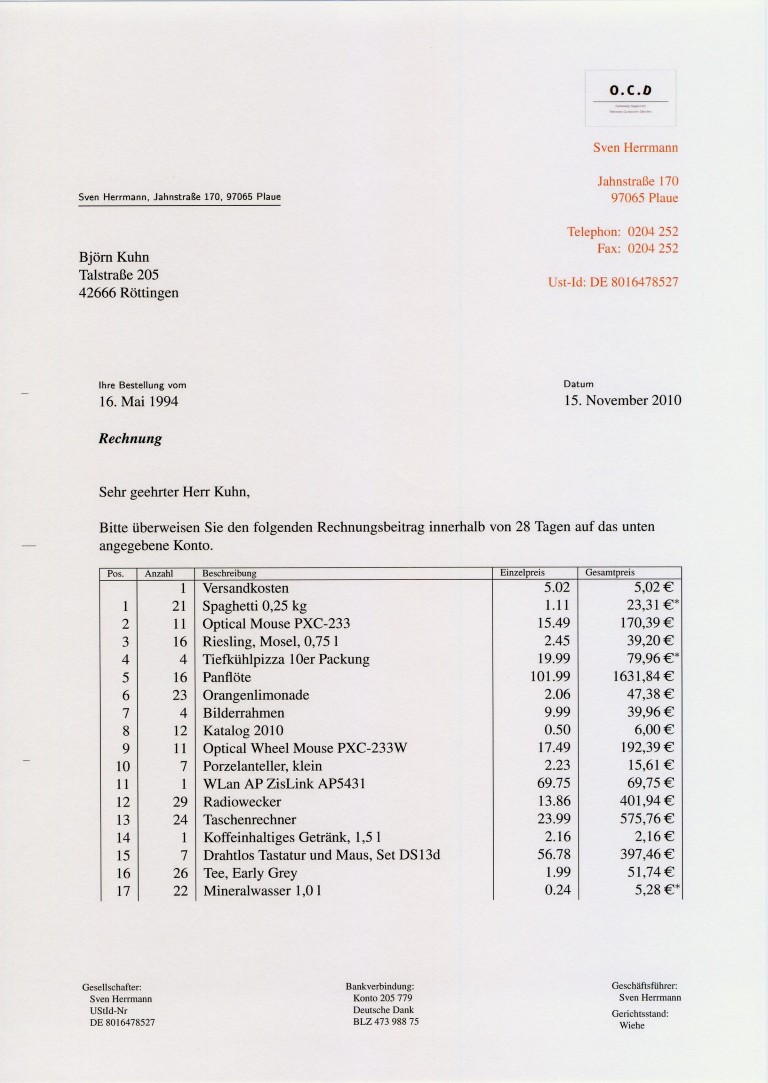 O.C.D
Sven Herrmann
Jahnstraße 170
97065 Plaue
Sven Herrmann, Jahnstraße 170, 97065 Plaue
Telephon: 0204 252
Fax: 0204 252
Björn Kuhn
Talstraße 205
42666 Röttingen
Ust-Id: DE 8016478527
Ihre Bestellung vom Datum
16. Mai 1994 15. November 2010
Rechnung
Sehr geehrter Herr Kuhn,
Bitte überweisen Sie den folgenden Rechnungsbeitrag innerhalb von 28 Tagen auf das unten
angegebene Konto.
Pos. Anzahl Beschreibung Einzelpreis Gesamtpreis
1 Versandkosten 5.02 5,02 €
1 21 Spaghetti 0,25 kg 1.11 23,31 €*
2 11 Optical Mouse PXC-233 15.49 170,39 €
3 16 Riesling, Mosel, 0,75 l 2.45 39,20 €
4 4 Tiefkühlpizza 10er Packung 19.99 79,96 €*
5 16 Panflöte 101.99 1631,84 €
6 23 Orangenlimonade 2.06 47,38 €
7 4 Bilderrahmen 9.99 39,96 €
8 12 Katalog 2010 0.50 6,00 €
9 11 Optical Wheel Mouse PXC-233W 17.49 192,39 €
10 7 Porzelanteller, klein 2.23 15,61 €
11 1 WLan AP ZisLink AP5431 69.75 69,75 €
12 29 Radiowecker 13.86 401,94 €
13 24 Taschenrechner 23.99 575,76 €
14 1 Koffeinhaltiges Getränk, 1,5 l 2.16 2,16 €
15 7 Drahtlos Tastatur und Maus, Set DS13d 56.78 397,46 €
16 26 Tee, Early Grey 1.99 51,74 €
17 22 Mineralwasser 1,0 l 0.24 5,28 €*
Gesellschafter:
Sven Herrmann
UStId-Nr
DE 8016478527
Bankverbindung:
Konto 205 779
Deutsche Dank
BLZ 473 988 75
Geschäftsführer:
Sven Herrmann
Gerichtsstand:
Wiehe